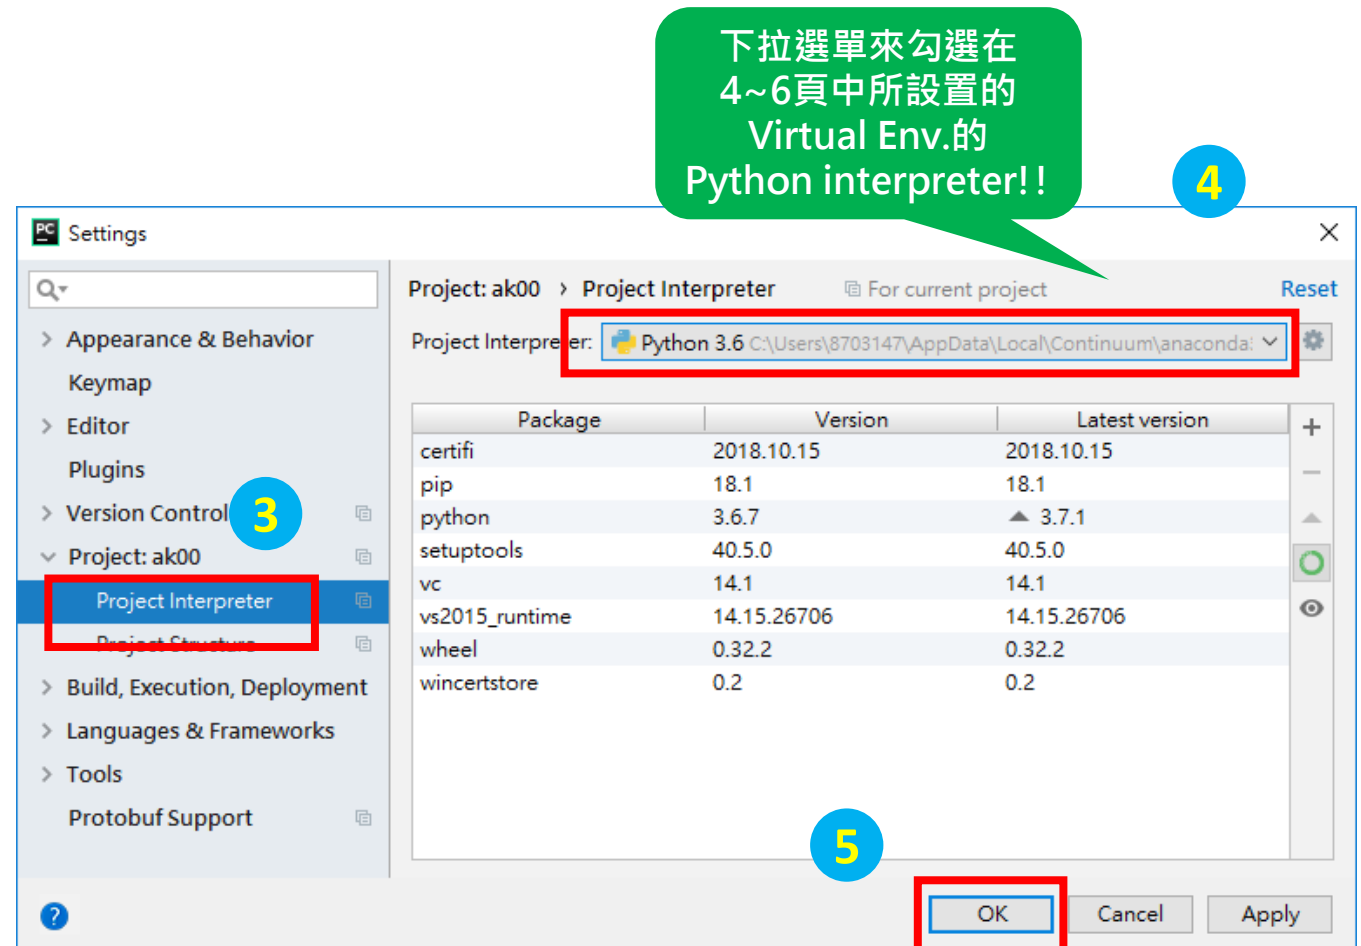 下拉選單來勾選在
4~6頁中所設置的
Virtual Env.的
Python interpreter!!
4
PC Settings
Project: ak00 › Project Interpreter For current project Reset
Appearance & Behavior
Keymap
Editor
Plugins
Version Control
3
Project: ak00
Project Interpreter
Project Structure
Build, Execution, Deployment
Languages & Frameworks
Tools
Protobuf Support
Project Interpreter: Python 3.6 C:\Users\8703147\AppData\Local\Continuum\anaconda
Package Version Latest version
certifi 2018.10.15 2018.10.15
pip 18.1 18.1
python 3.6.7 3.7.1
setuptools 40.5.0 40.5.0
vc 14.1 14.1
vs2015_runtime 14.15.26706 14.15.26706
wheel 0.32.2 0.32.2
wincertstore 0.2 0.2
5
?
OK Cancel Apply